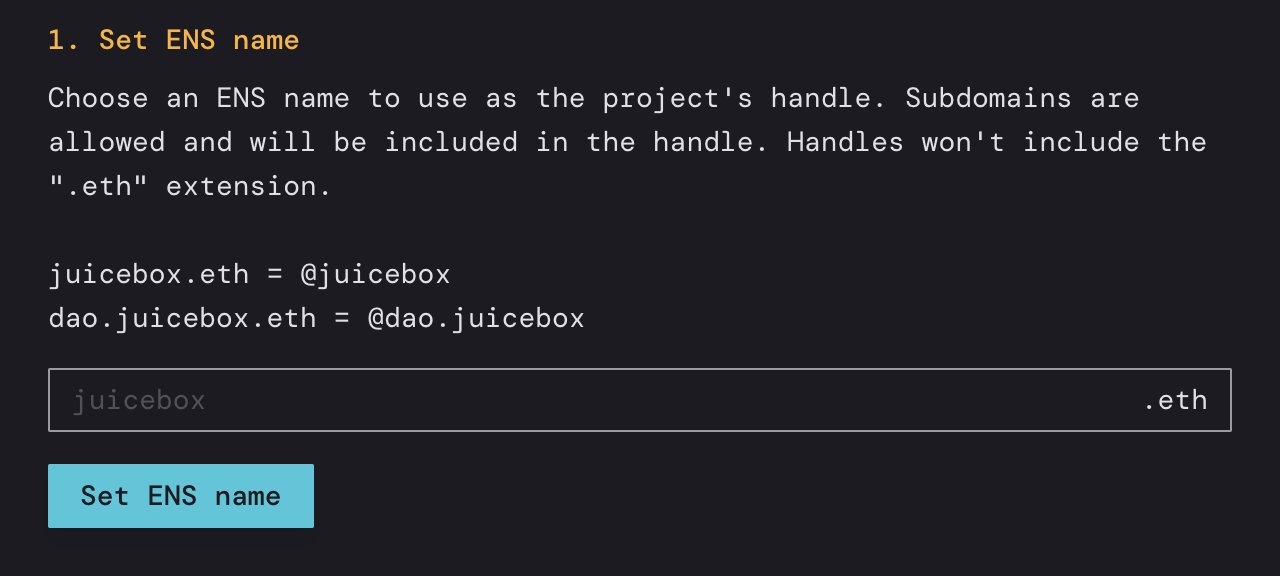 1. Set ENS name
Choose an ENS name to use as the project's handle. Subdomains are
allowed and will be included in the handle. Handles won't include the
".eth" extension.
juicebox.eth = @juicebox
dao.juicebox.eth = @dao.juicebox
juicebox .eth
Set ENS name